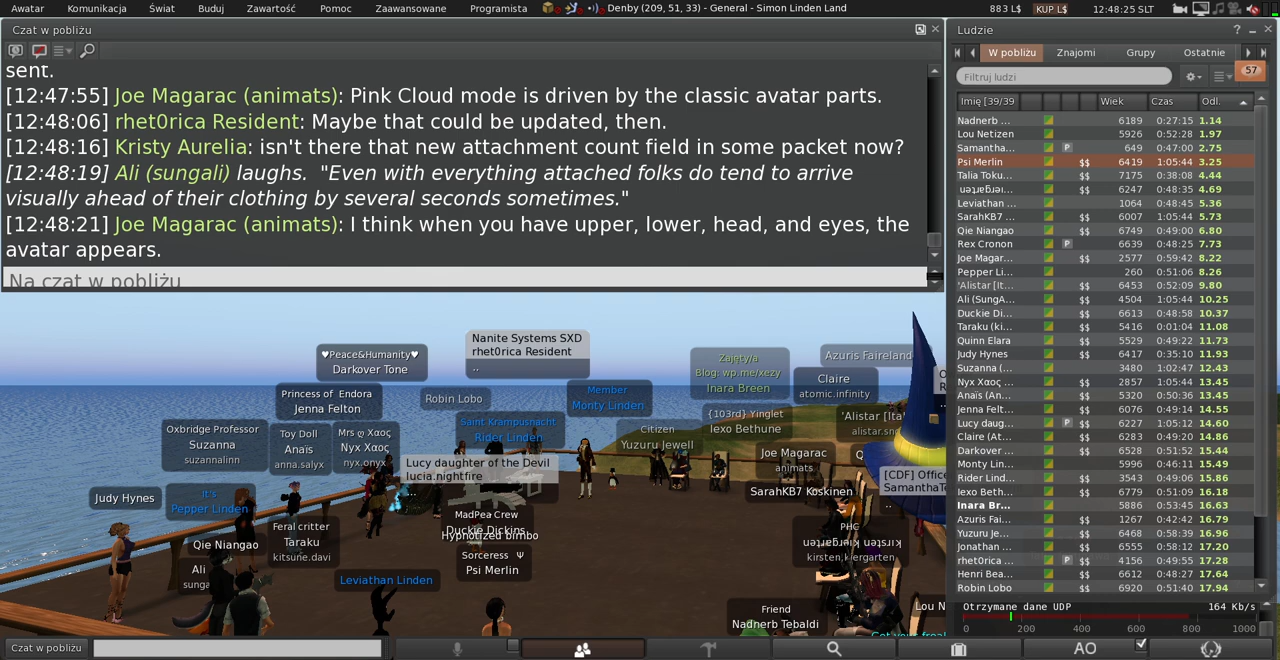 Awatar Komunikacja Świat Buduj Zawartość Pomoc Zaawansowane Programista Denby (209, 51, 33) - General - Simon Linden Land 883 L$ KUP L$ 12:48:25 SLT
Czat w pobliżu
sent.
[12:47:55] Joe Magarac (animats): Pink Cloud mode is driven by the classic avatar parts.
[12:48:06] rhet0rica Resident: Maybe that could be updated, then.
[12:48:16] Kristy Aurelia: isn't there that new attachment count field in some packet now?
[12:48:19] Ali (sungali) laughs. "Even with everything attached folks do tend to arrive
visually ahead of their clothing by several seconds sometimes."
[12:48:21] Joe Magarac (animats): I think when you have upper, lower, head, and eyes, the
avatar appears.
Na czat w pobliżu
Nanite Systems SXD
rhet0rica Resident
..
♥Peace&Humanity♥
Darkover Tone
Zajęty/a
Blog: wp.me/xezy
Inara Breen
Azuris Faireland
Claire
atomic.infinity
Princess of Endora
Jenna Felton
Robin Lobo
Member
Monty Linden
Saint Krampusnacht
Rider Linden
{103rd} Yinglet
Iexo Bethune
'Alistar [Ita
alistar.sn
Citizen
Yuzuru Jewell
Oxbridge Professor
Suzanna
suzannalinn
Toy Doll
Anaïs
anna.salyx
Mrs ღ Χαος
Nyx Χαος
nyx.onyx
Lucy daughter of the Devil
lucia.nightfire
...
Joe Magarac
animats
[CDF] Office
SamanthaTe
..
SarahKB7 Koskinen
Judy Hynes
It's
Pepper Linden
MadPea Crew
Duckie Dickins
Hypnotized bimbo
Feral critter
Taraku
kitsune.davi
Qie Niangao
PHC
kirsten.kiergarten
Sorceress Ψ
Psi Merlin
Ali
sunga
Leviathan Linden
Friend
Nadnerb Tebaldi
Lou N
Ludzie
W pobliżu Znajomi Grupy Ostatnie
57
Filtruj ludzi
Imię [39/39 Wiek Czas Odl.
Nadnerb ... 6189 0:27:15 1.14
Lou Netizen 5926 0:52:28 1.97
Samantha... P 649 0:47:00 2.75
Psi Merlin $$ 6419 1:05:44 3.25
Talia Toku... $$ 7175 0:38:08 4.44
$$ 6247 0:48:35 4.69
Leviathan ... 1064 0:48:45 5.36
SarahKB7 ... $$ 6007 1:05:44 5.73
Qie Niangao $$ 6749 0:49:00 6.80
Rex Cronon P 6639 0:48:25 7.73
Joe Magar... $$ 2577 0:59:42 8.22
Pepper Li... 260 0:51:06 8.26
'Alistar [It... $$ 6453 0:52:09 9.80
Ali (SungA... $$ 4504 1:05:44 10.25
Duckie Di... $$ 6613 0:48:58 10.37
Taraku (ki... $$ 5416 0:01:04 11.08
Quinn Elara $$ 5529 0:49:22 11.73
Judy Hynes $$ 6417 0:35:10 11.93
Suzanna (... 3480 1:02:47 12.43
Nyx Χαος ... $$ 2857 1:05:44 13.45
Anaïs (An... $$ 5320 0:50:36 13.45
Jenna Felt... $$ 6076 0:49:14 14.55
Lucy daug... P $$ 6227 1:05:12 14.60
Claire (At... $$ 6283 0:49:20 14.86
Darkover ... $$ 6528 0:51:52 15.44
Monty Lin... 5996 0:46:11 15.49
Rider Lind... $$ 3543 0:49:06 15.86
Iexo Beth... $$ 6779 0:51:09 16.18
Inara Br... 5886 0:53:45 16.63
Azuris Fai... $$ 1267 0:42:42 16.79
Yuzuru Je... $$ 6468 0:58:39 16.96
Jonathan ... $$ 6555 0:58:12 17.20
rhet0rica ... P $$ 4156 0:49:55 17.28
Henri Bea... $$ 6612 0:48:27 17.64
Robin Lobo $$ 6920 0:51:40 17.94
Otrzymane dane UDP 164 Kb/s
0 200 400 600 800 1000
Czat w pobliżu AO